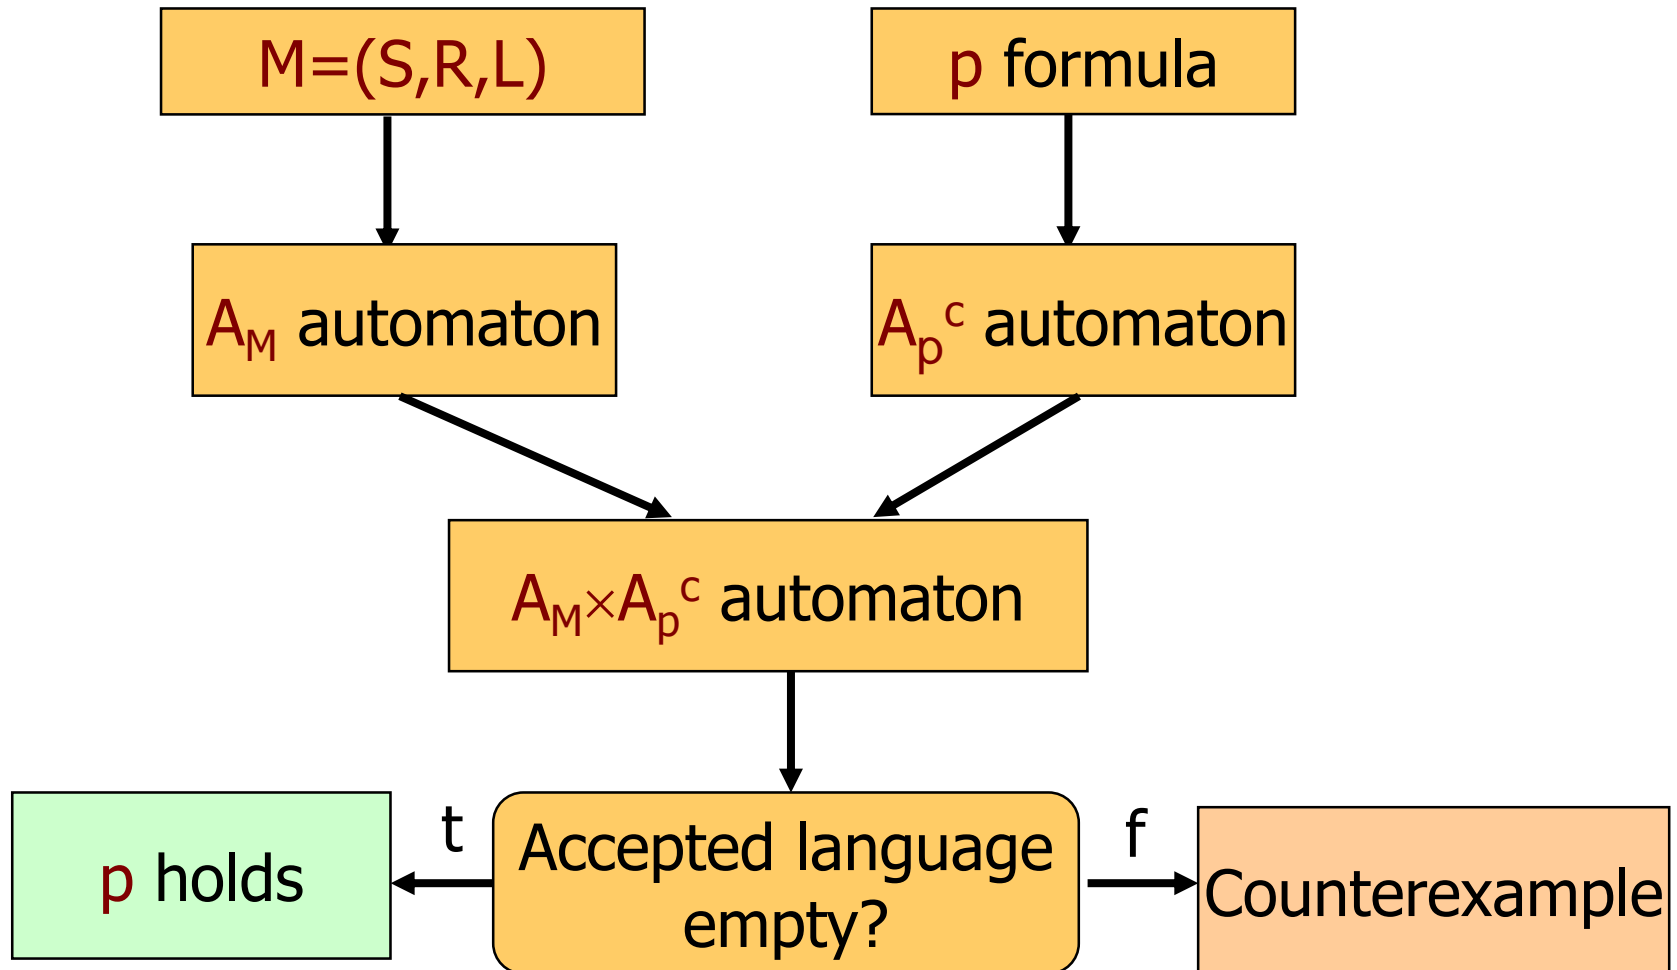 M=(S,R,L)
p formula
A_M automaton
A_p^c automaton
A_M×A_p^c automaton
t
f
Accepted language
empty?
p holds
Counterexample